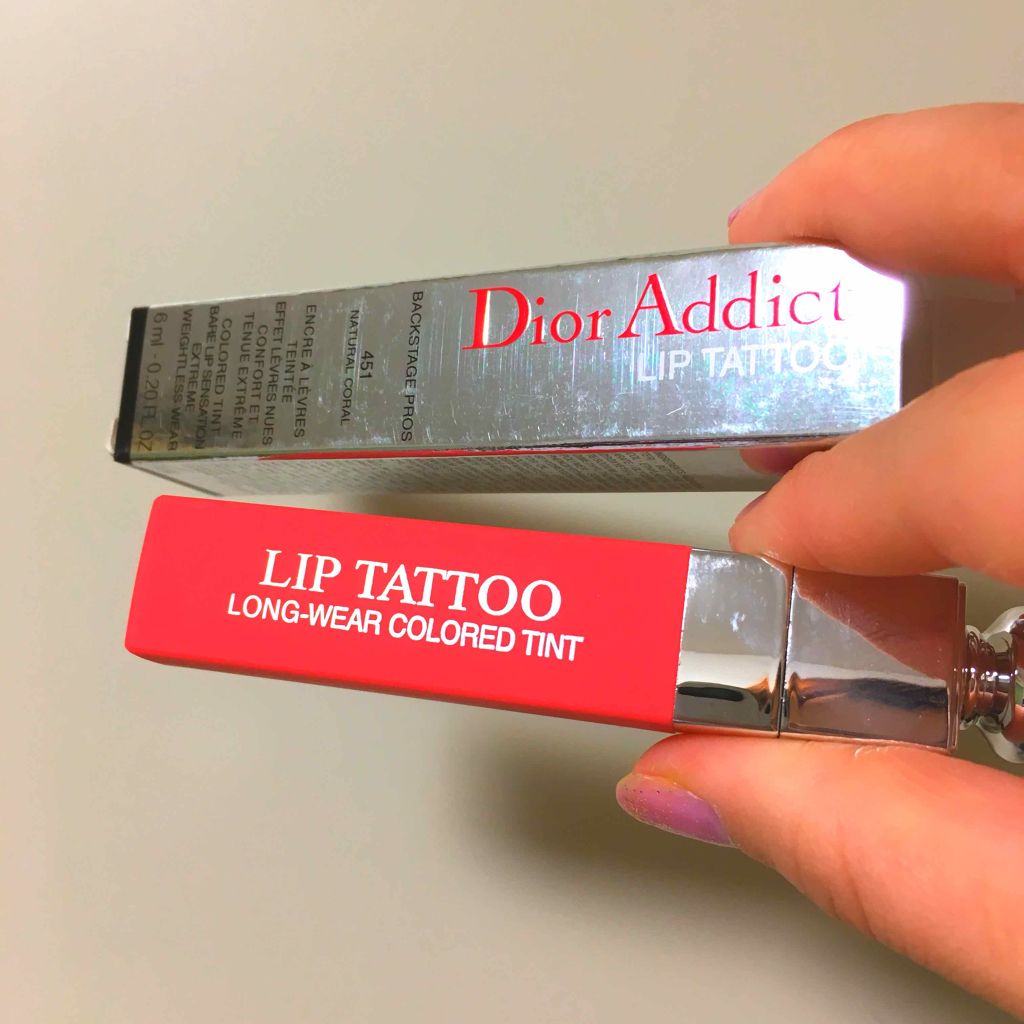 Dior Addict
LIP TATTOO
BACKSTAGE PROS
451
NATURAL CORAL
ENCRE À LÈVRES
TEINTÉE
EFFET LÈVRES NUES
CONFORT ET
TENUE EXTRÊME
COLORED TINT
BARE LIP SENSATION
EXTREME
WEIGHTLESS WEAR
6 ml - 0.20 FL.OZ
LIP TATTOO
LONG-WEAR COLORED TINT